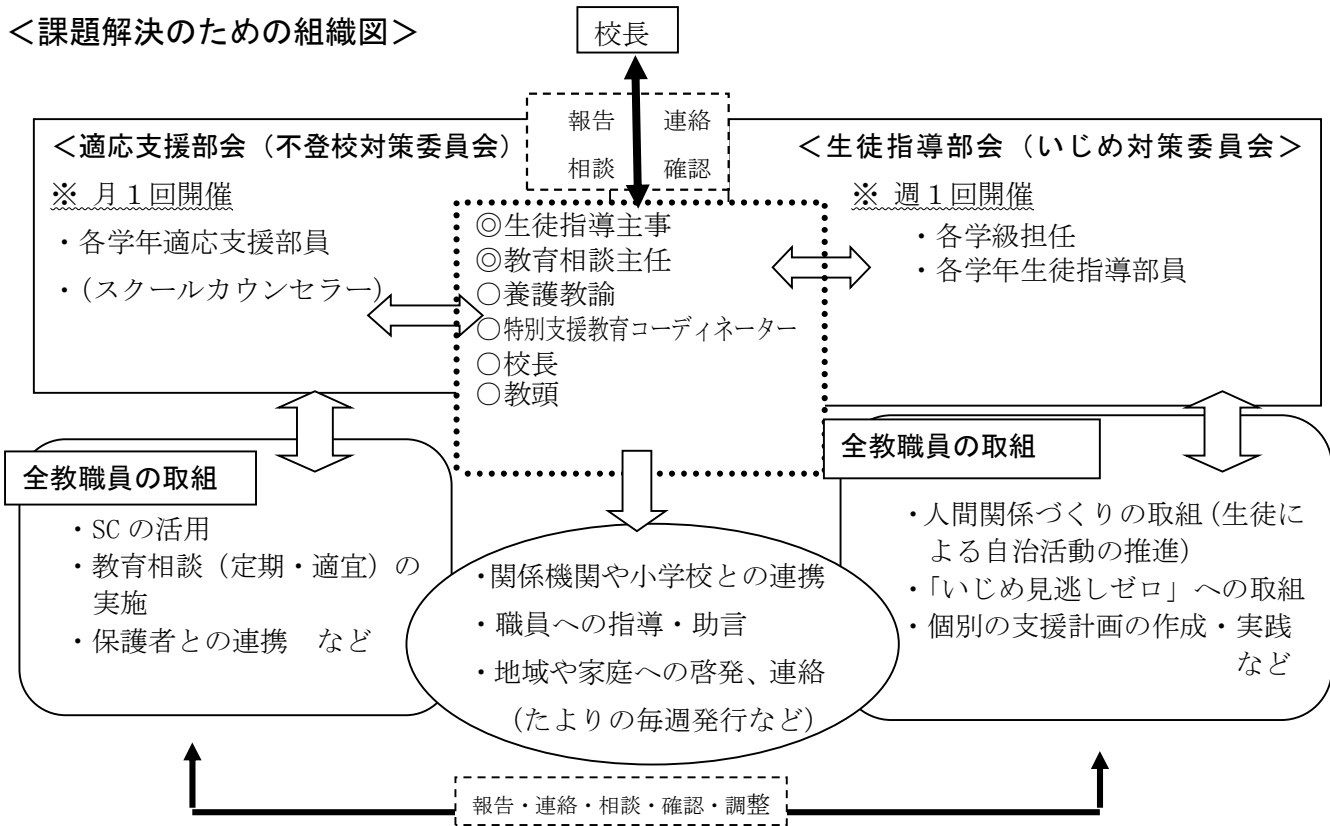 ＜課題解決のための組織図＞
校長
報告　連絡
相談　確認
＜適応支援部会（不登校対策委員会）
※ 月１回開催
・各学年適応支援部員
・（スクールカウンセラー）
◎生徒指導主事
◎教育相談主任
○養護教諭
○特別支援教育コーディネーター
○校長
○教頭
＜生徒指導部会（いじめ対策委員会＞
※ 週１回開催
・各学級担任
・各学年生徒指導部員
全教職員の取組
・SC の活用
・教育相談（定期・適宜）の
実施
・保護者との連携　など
・関係機関や小学校との連携
・職員への指導・助言
・地域や家庭への啓発、連絡
（たよりの毎週発行など）
全教職員の取組
・人間関係づくりの取組（生徒に
よる自治活動の推進）
・「いじめ見逃しゼロ」への取組
・個別の支援計画の作成・実践
など
報告・連絡・相談・確認・調整